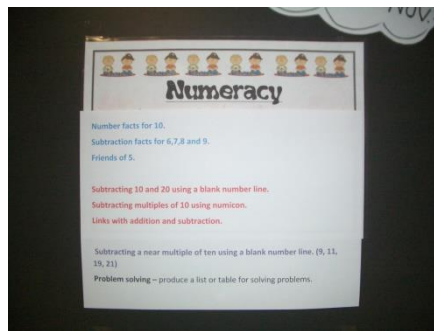 Nov.
Numeracy
Number facts for 10.
Subtraction facts for 6,7,8 and 9.
Friends of 5.
Subtracting 10 and 20 using a blank number line.
Subtracting multiples of 10 using numicon.
Links with addition and subtraction.
Subtracting a near multiple of ten using a blank number line. (9, 11,
19, 21)
Problem solving – produce a list or table for solving problems.